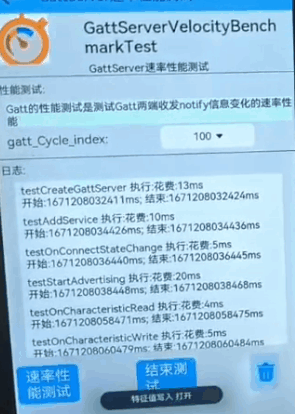 GattServerVelocityBenc
hmarkTest
GattServer速率性能测试
性能测试:
Gatt的性能测试是测试Gatt两端收发notify信息变化的速率性
能
gatt_Cycle_index:
100
日志:
testCreateGattServer 执行:花费:13ms
开始:1671208032411ms; 结束:1671208032424ms
testAddService 执行:花费:10ms
开始:1671208034426ms; 结束:1671208034436ms
testOnConnectStateChange 执行:花费:5ms
开始:1671208036440ms; 结束:1671208036445ms
testStartAdvertising 执行:花费:20ms
开始:1671208038448ms; 结束:1671208038468ms
testOnCharacteristicRead 执行:花费:4ms
开始:1671208058471ms; 结束:1671208058475ms
testOnCharacteristicWrite 执行:花费:5ms
开始:1671208060479ms; 结束:1671208060484ms
速率性
能测试
结束测
试
特征值写入 打开